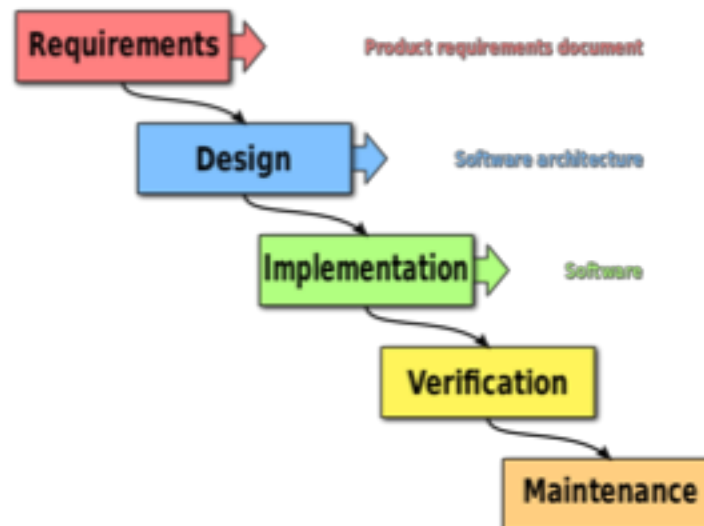 Requirements
Product requirements document
Design
Software architecture
Implementation
Software
Verification
Maintenance